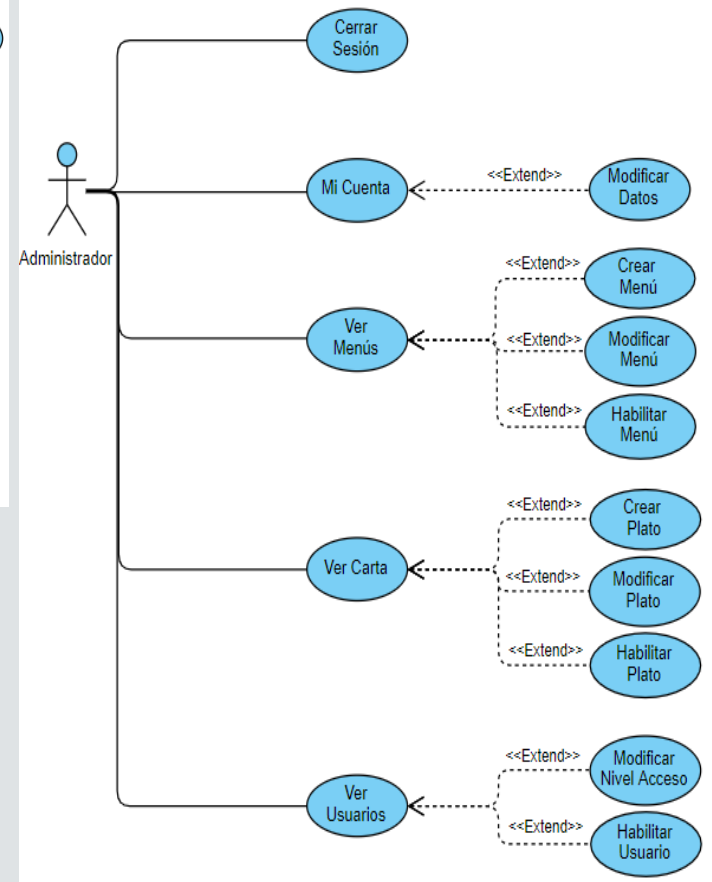 Cerrar
Sesión
Administrador
Mi Cuenta
<<Extend>>
Modificar
Datos
Ver
Menús
<<Extend>>
Crear
Menú
<<Extend>>
Modificar
Menú
<<Extend>>
Habilitar
Menú
Ver Carta
<<Extend>>
Crear
Plato
<<Extend>>
Modificar
Plato
<<Extend>>
Habilitar
Plato
Ver
Usuarios
<<Extend>>
Modificar
Nivel Acceso
<<Extend>>
Habilitar
Usuario